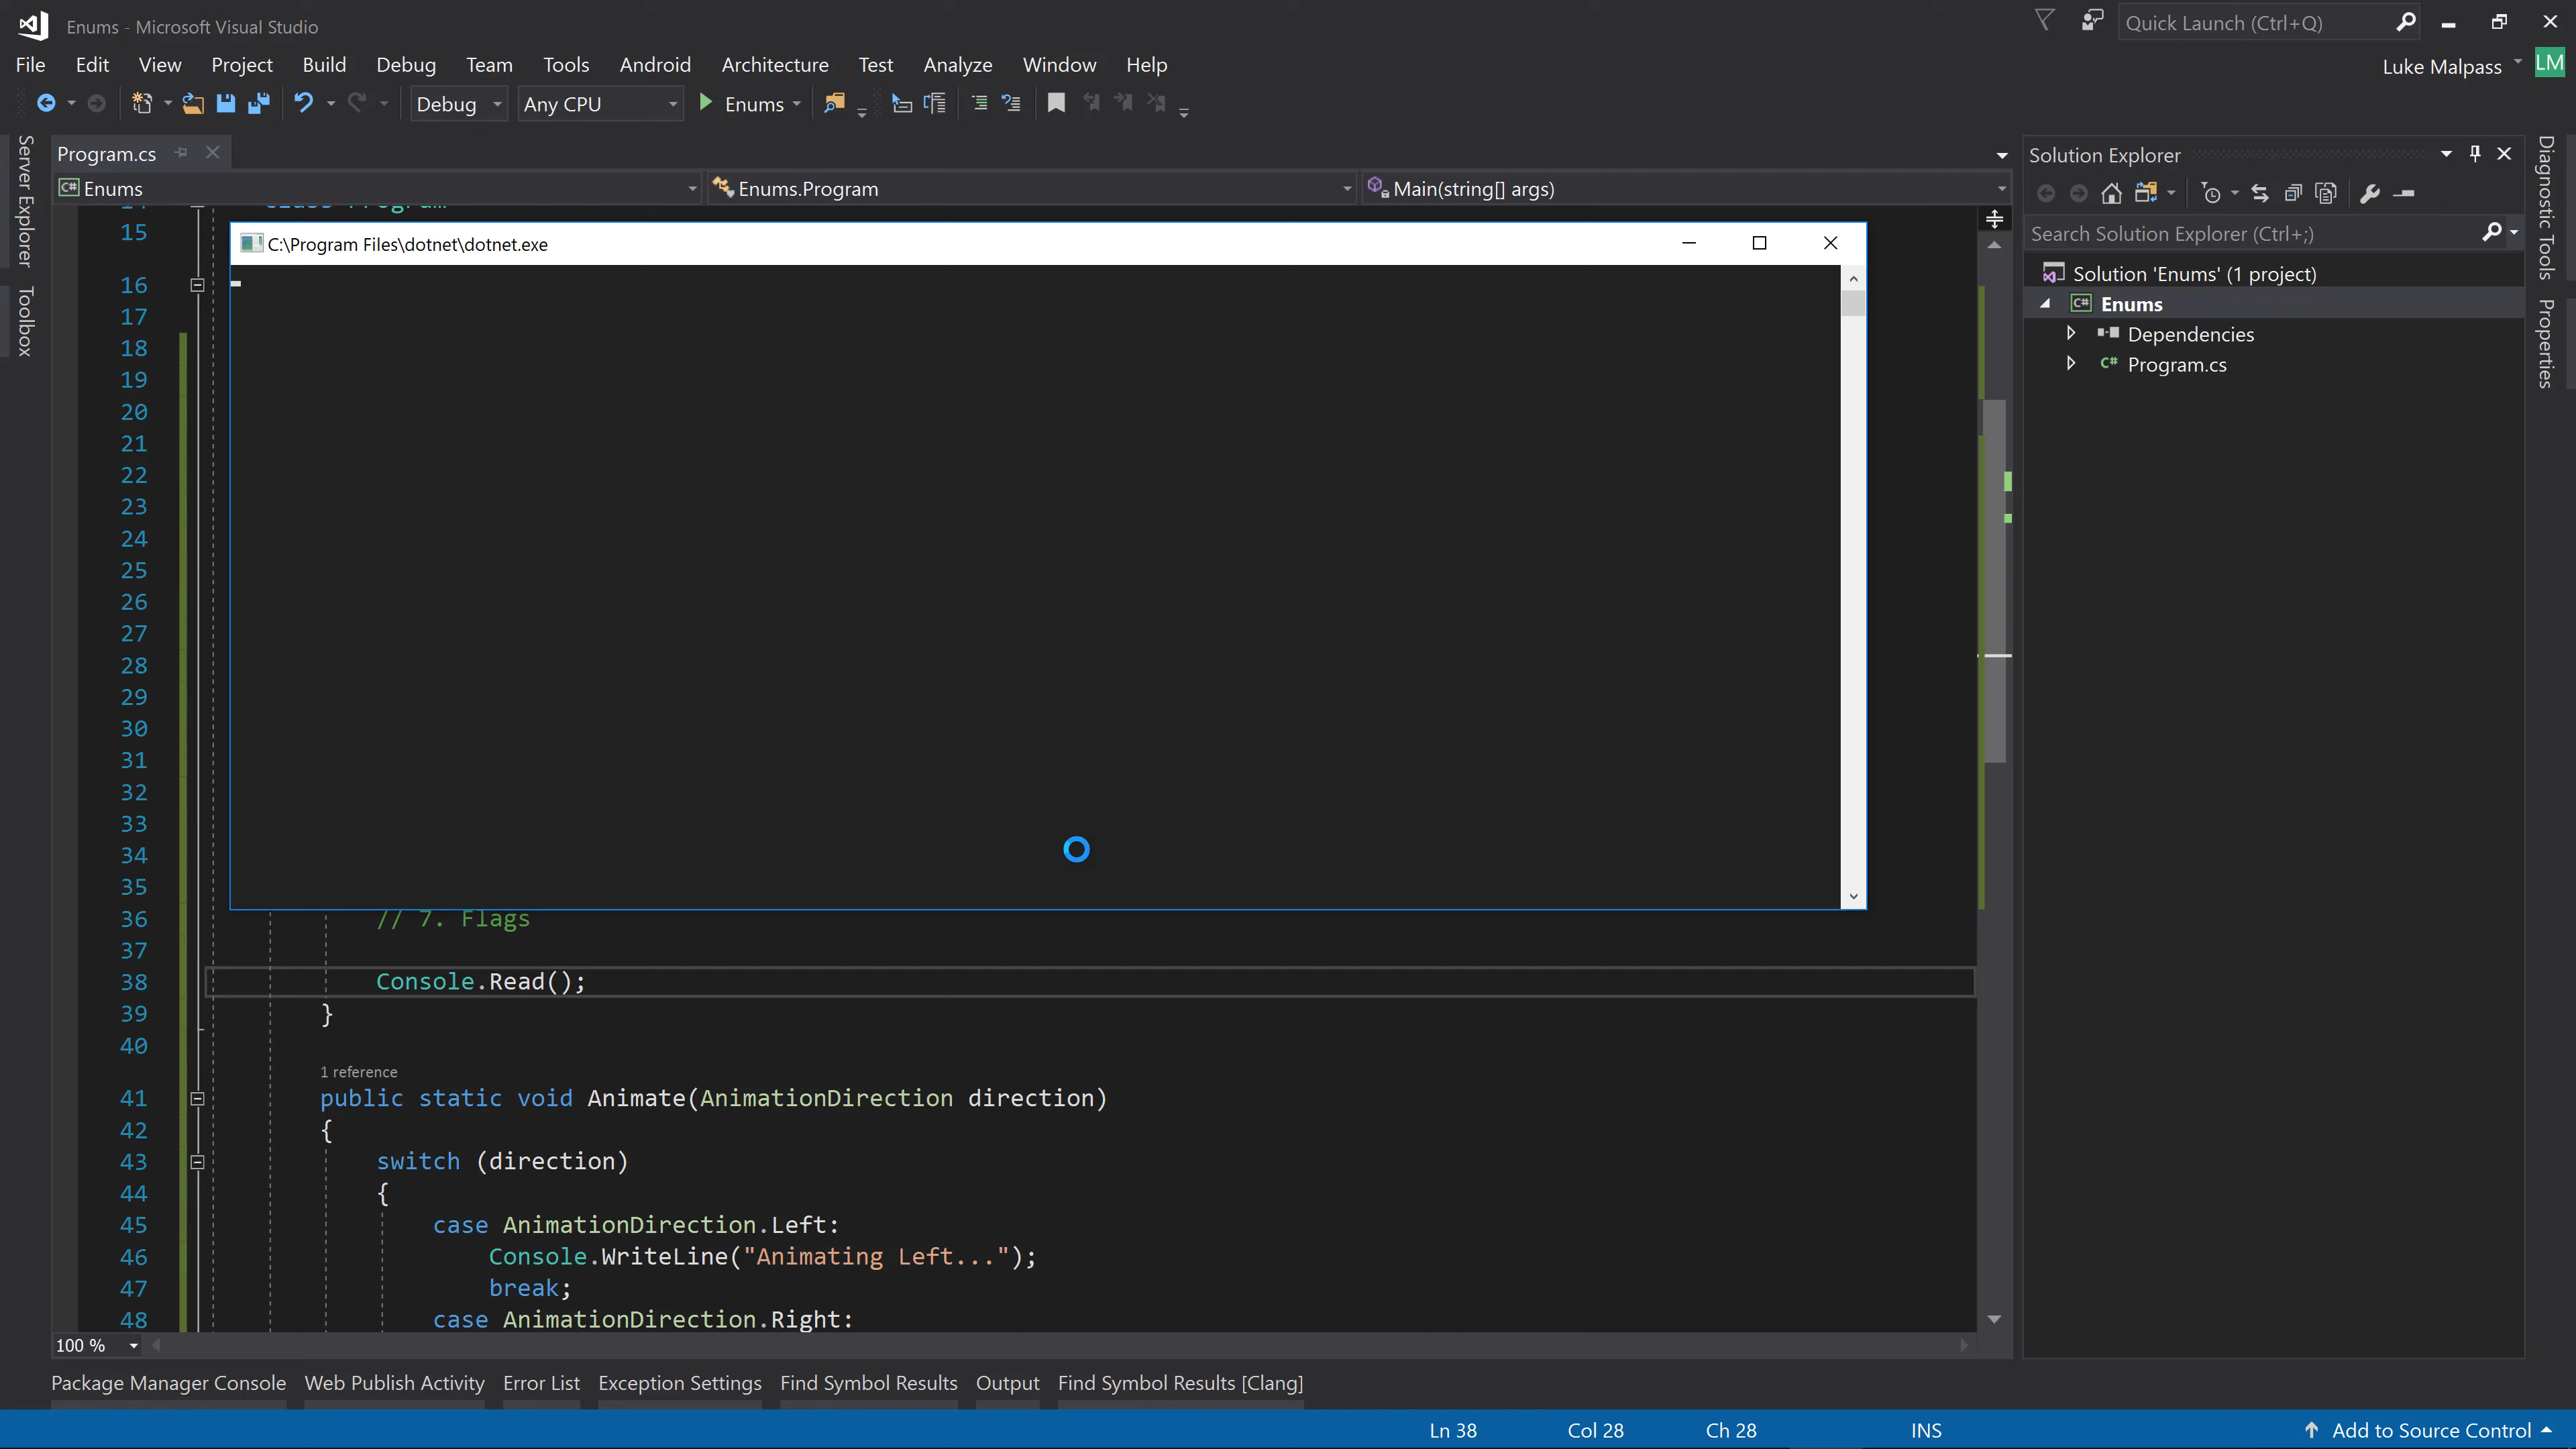 Enums - Microsoft Visual Studio
Quick Launch (Ctrl+Q)
File Edit View Project Build Debug Team Tools Android Architecture Test Analyze Window Help
Luke Malpass LM
Debug Any CPU Enums
Server Explorer
Toolbox
Program.cs
Enums Enums.Program Main(string[] args)
15
C:\Program Files\dotnet\dotnet.exe
16
17
18
19
20
21
22
23
24
25
26
27
28
29
30
31
32
33
34
35
36 // 7. Flags
37
38 Console.Read();
39 }
40
1 reference
41 public static void Animate(AnimationDirection direction)
42 {
43 switch (direction)
44 {
45 case AnimationDirection.Left:
46 Console.WriteLine("Animating Left...");
47 break;
48 case AnimationDirection.Right:
100 %
Solution Explorer
Search Solution Explorer (Ctrl+;)
Solution 'Enums' (1 project)
C# Enums
Dependencies
C# Program.cs
Diagnostic Tools
Properties
Package Manager Console Web Publish Activity Error List Exception Settings Find Symbol Results Output Find Symbol Results [Clang]
Ln 38 Col 28 Ch 28 INS Add to Source Control